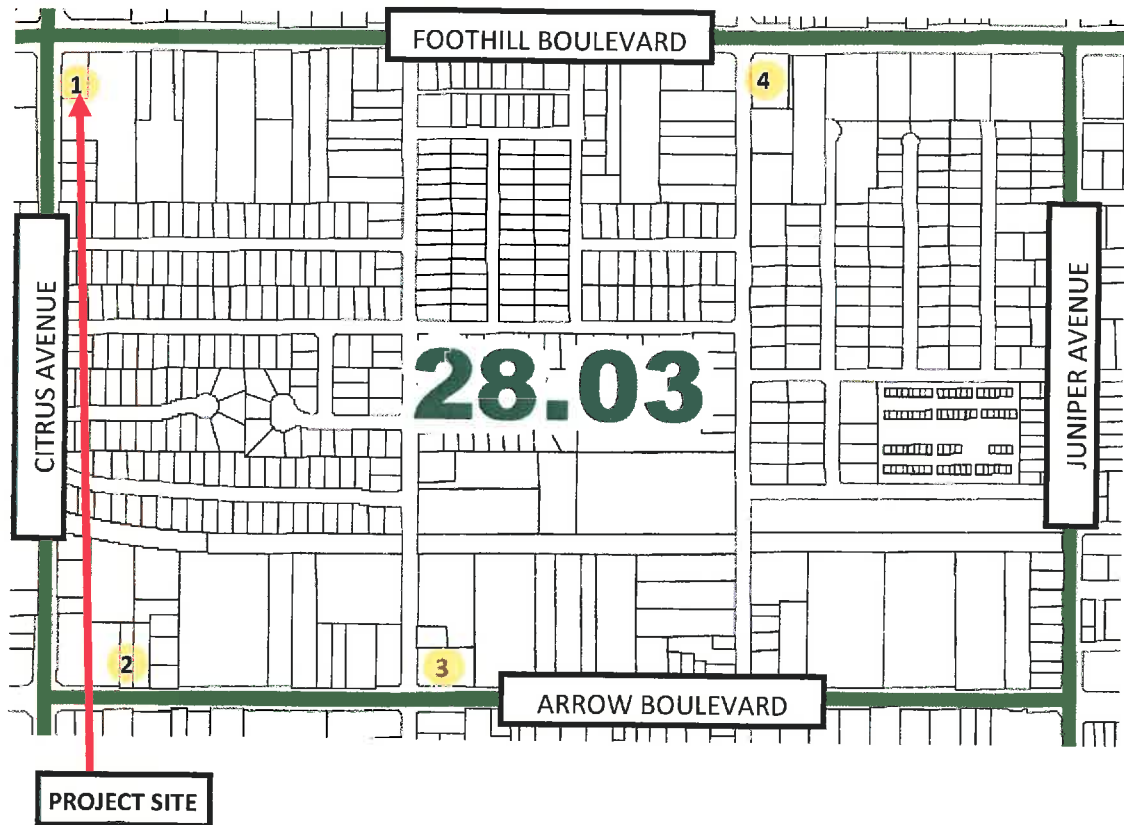 FOOTHILL BOULEVARD
1
4
CITRUS AVENUE
JUNIPER AVENUE
28.03
2
3
ARROW BOULEVARD
PROJECT SITE